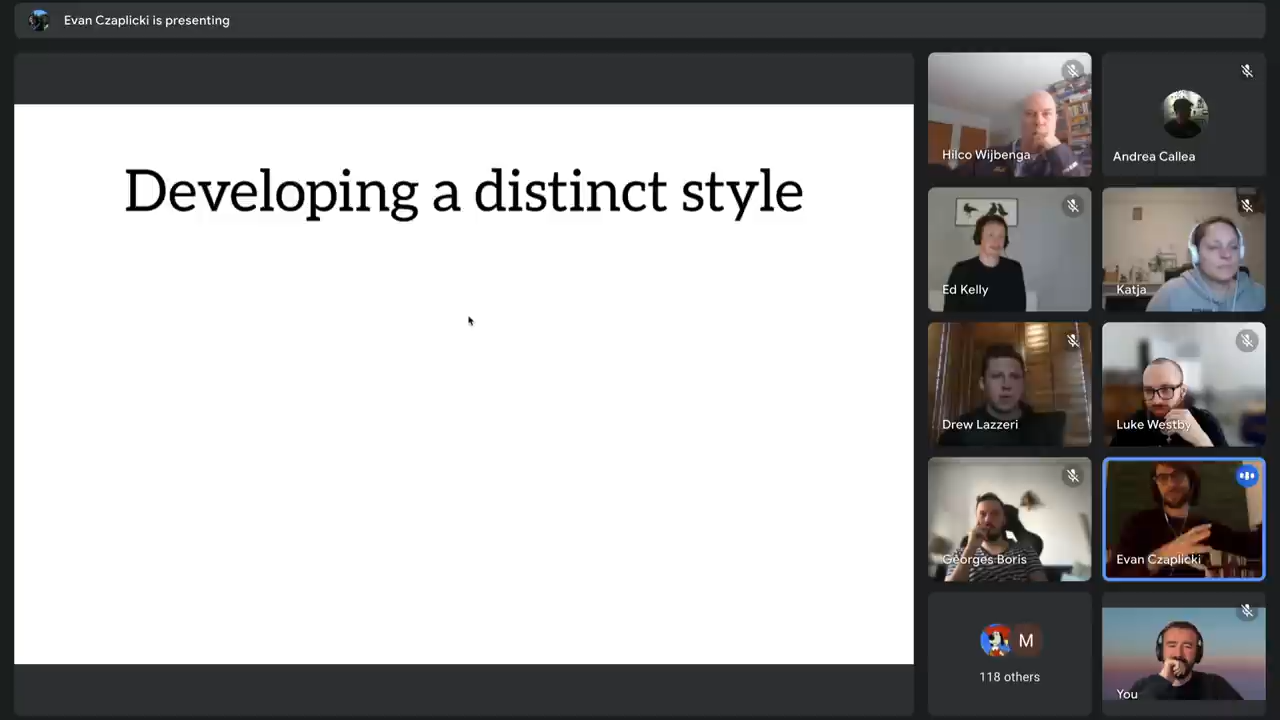 Evan Czaplicki is presenting
Developing a distinct style
Hilco Wijbenga
Andrea Callea
Ed Kelly
Katja
Drew Lazzeri
Luke Westby
Georges Boris
Evan Czaplicki
M
118 others
You